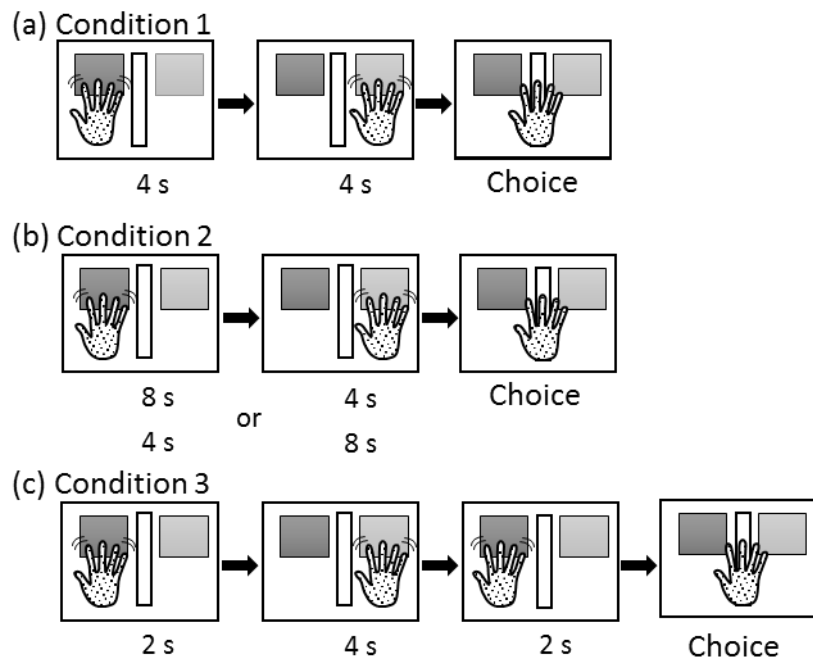 (a) Condition 1
4 s 4 s Choice
(b) Condition 2
8 s 4 s Choice
or
4 s 8 s
(c) Condition 3
2 s 4 s 2 s Choice